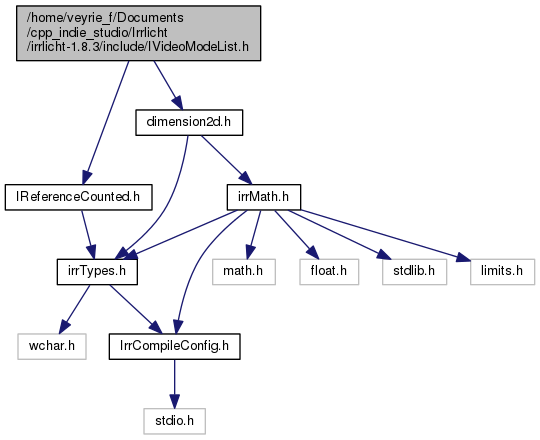 /home/veyrie_f/Documents
/cpp_indie_studio/Irrlicht
/irrlicht-1.8.3/include/IVideoModeList.h
dimension2d.h
IReferenceCounted.h
irrMath.h
irrTypes.h
math.h
float.h
stdlib.h
limits.h
wchar.h
IrrCompileConfig.h
stdio.h